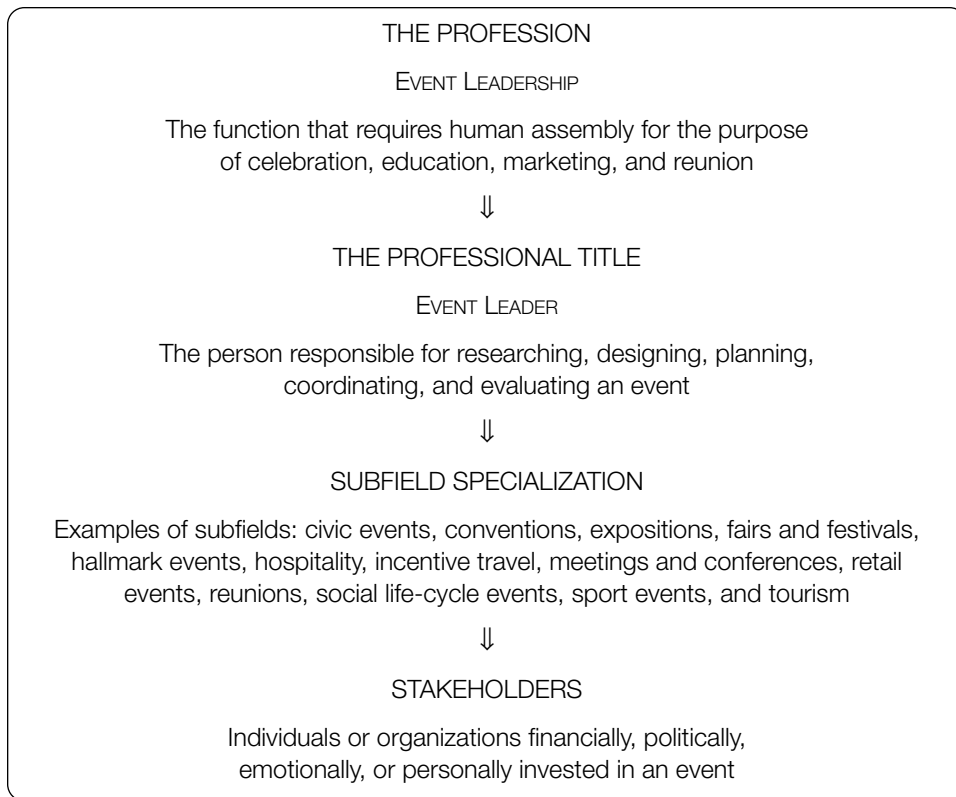 THE PROFESSION
EVENT LEADERSHIP
The function that requires human assembly for the purpose
of celebration, education, marketing, and reunion
⇓
THE PROFESSIONAL TITLE
EVENT LEADER
The person responsible for researching, designing, planning,
coordinating, and evaluating an event
⇓
SUBFIELD SPECIALIZATION
Examples of subfields: civic events, conventions, expositions, fairs and festivals,
hallmark events, hospitality, incentive travel, meetings and conferences, retail
events, reunions, social life-cycle events, sport events, and tourism
⇓
STAKEHOLDERS
Individuals or organizations financially, politically,
emotionally, or personally invested in an event